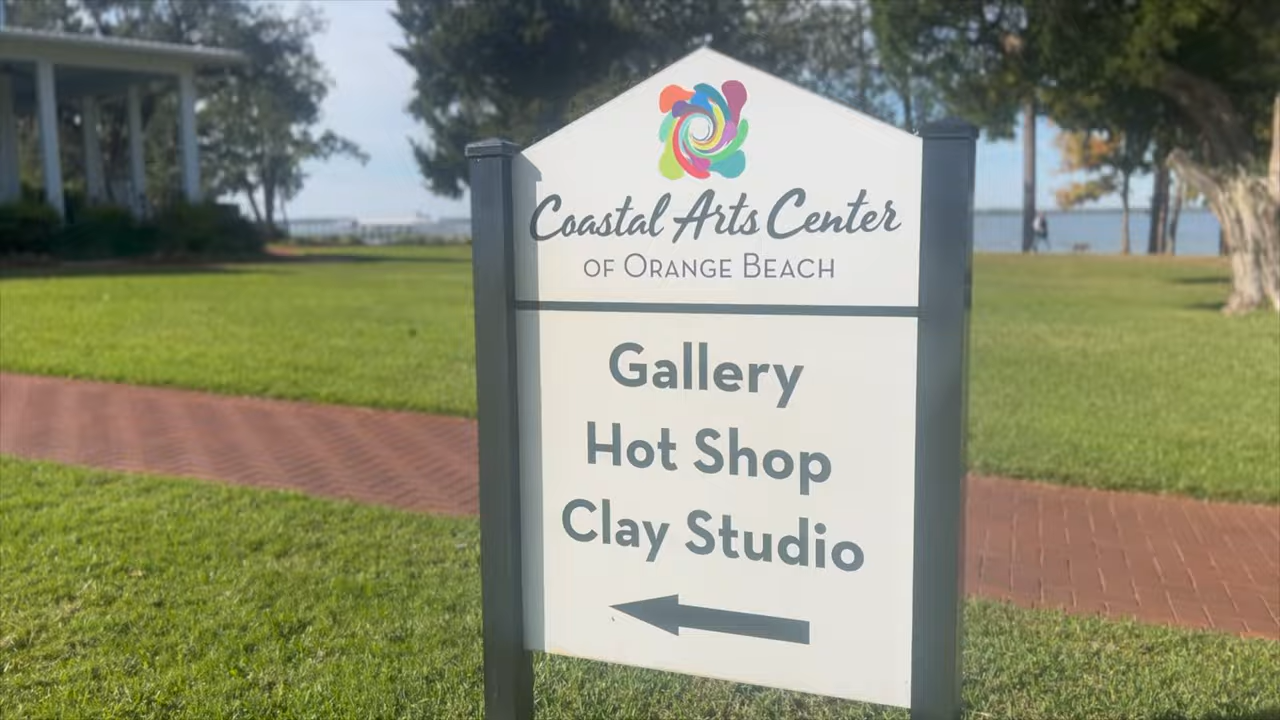 Coastal Arts Center
OF ORANGE BEACH
Gallery
Hot Shop
Clay Studio